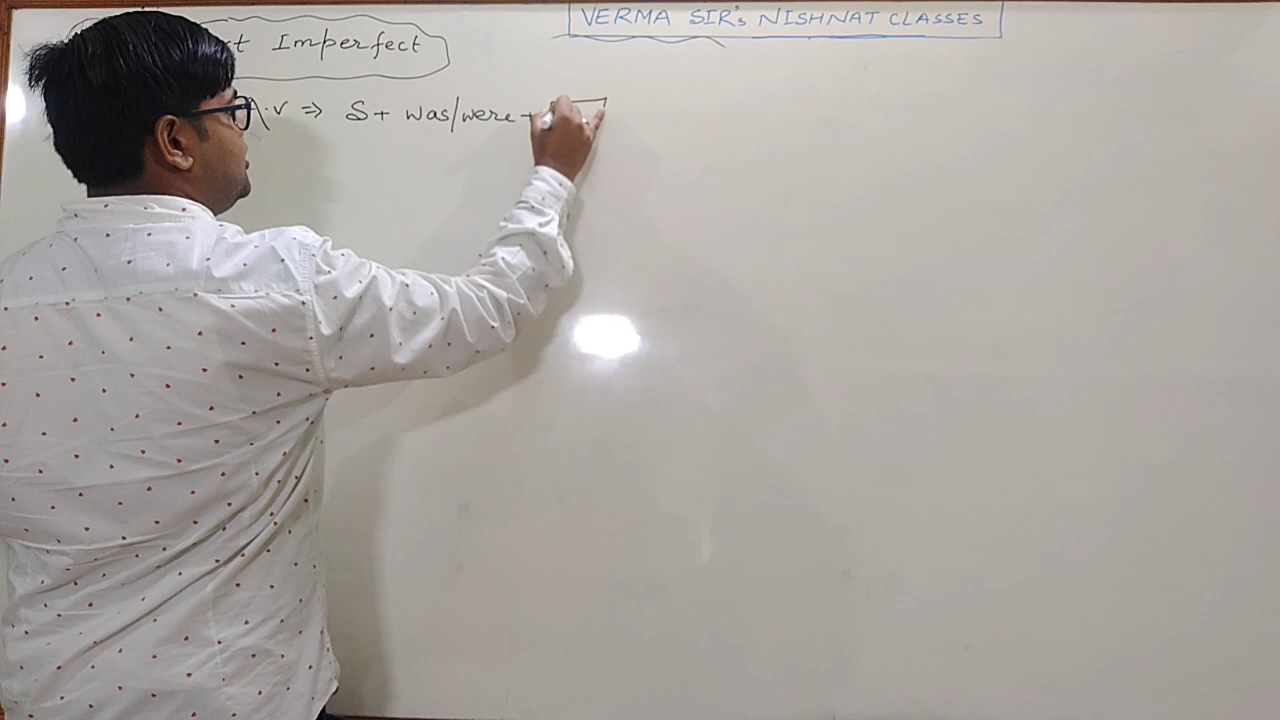 VERMA SIR's NISHNAT CLASSES
Imperfect
A.V ⇒ S + was/were +